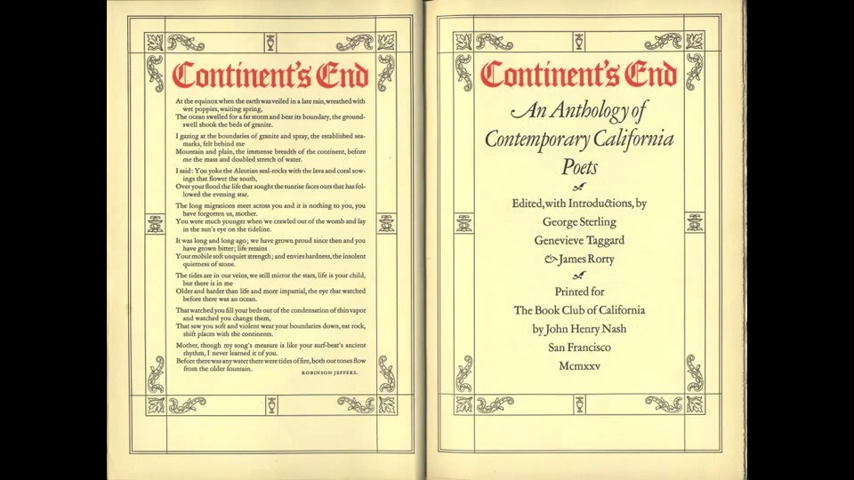 Continent's End
At the equinox when the earth was veiled in a late rain, wreathed with
wet poppies, waiting spring,
The ocean swelled for a far storm and beat its boundary, the ground-
swell shook the beds of granite.
I gazing at the boundaries of granite and spray, the established sea-
marks, felt behind me
Mountain and plain, the immense breadth of the continent, before
me the mass and doubled stretch of water.
I said: You yoke the Aleutian seal-rocks with the lava and coral sow-
ings that flower the south,
Over your flood the life that sought the sunrise faces ours that has fol-
lowed the evening star.
The long migrations meet across you and it is nothing to you, you
have forgotten us, mother.
You were much younger when we crawled out of the womb and lay
in the sun's eye on the tideline.
It was long and long ago; we have grown proud since then and you
have grown bitter; life retains
Your mobile soft unquiet strength; and envies hardness, the insolent
quietness of stone.
The tides are in our veins, we still mirror the stars, life is your child,
but there is in me
Older and harder than life and more impartial, the eye that watched
before there was an ocean.
That watched you fill your beds out of the condensation of thin vapor
and watched you change them,
That saw you soft and violent wear your boundaries down, eat rock,
shift places with the continents.
Mother, though my song's measure is like your surf-beat's ancient
rhythm, I never learned it of you.
Before there was any water there were tides of fire, both our tones flow
from the older fountain.
ROBINSON JEFFERS.
Continent's End
An Anthology of
Contemporary California
Poets
Edited, with Introductions, by
George Sterling
Genevieve Taggard
& James Rorty
Printed for
The Book Club of California
by John Henry Nash
San Francisco
Mcmxxv